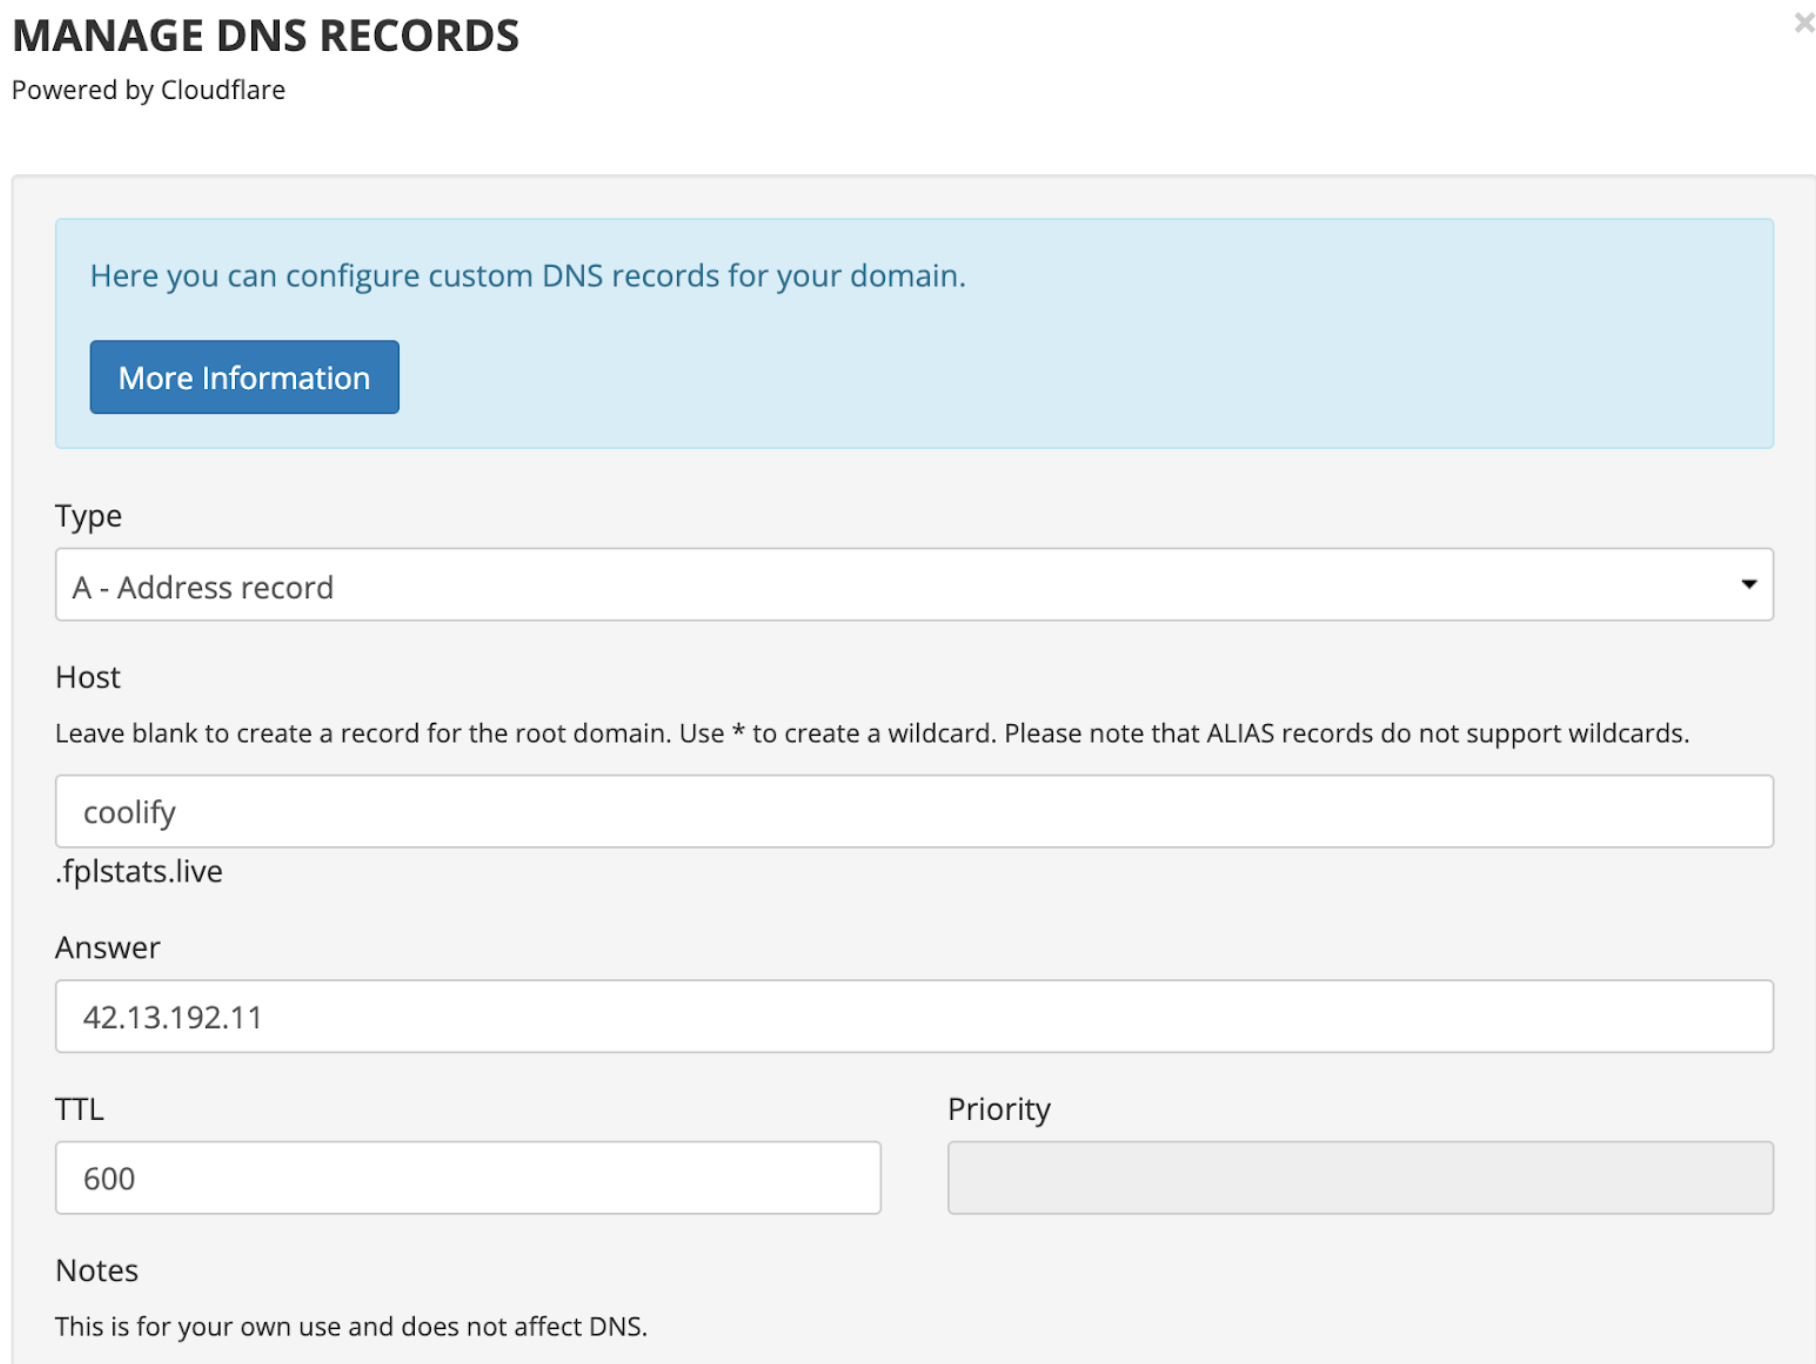 MANAGE DNS RECORDS
×
Powered by Cloudflare
Here you can configure custom DNS records for your domain.
More Information
Type
A - Address record
Host
Leave blank to create a record for the root domain. Use * to create a wildcard. Please note that ALIAS records do not support wildcards.
coolify
.fplstats.live
Answer
42.13.192.11
TTL
Priority
600
Notes
This is for your own use and does not affect DNS.